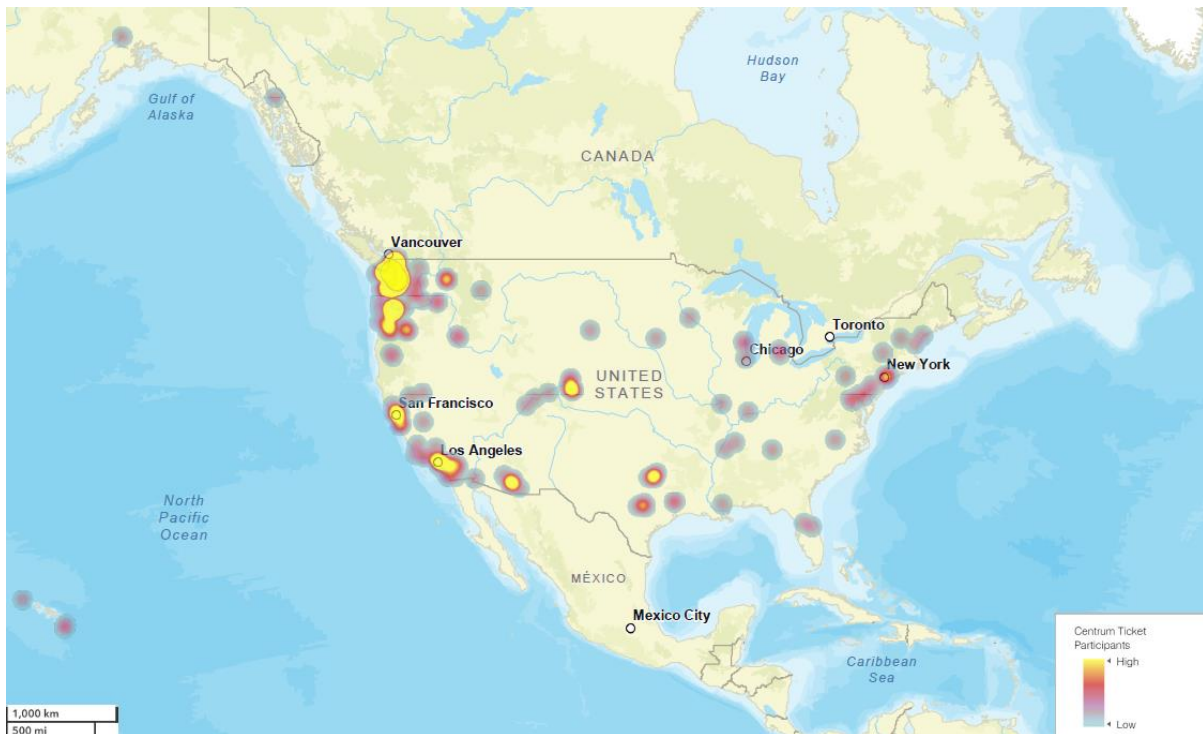 Hudson
Bay
Gulf of
Alaska
CANADA
Vancouver
Toronto
Chicago
New York
UNITED
STATES
San Francisco
Los Angeles
North
Pacific
Ocean
MÉXICO
Mexico City
Caribbean
Sea
Centrum Ticket
Participants
High
Low
1,000 km
500 mi